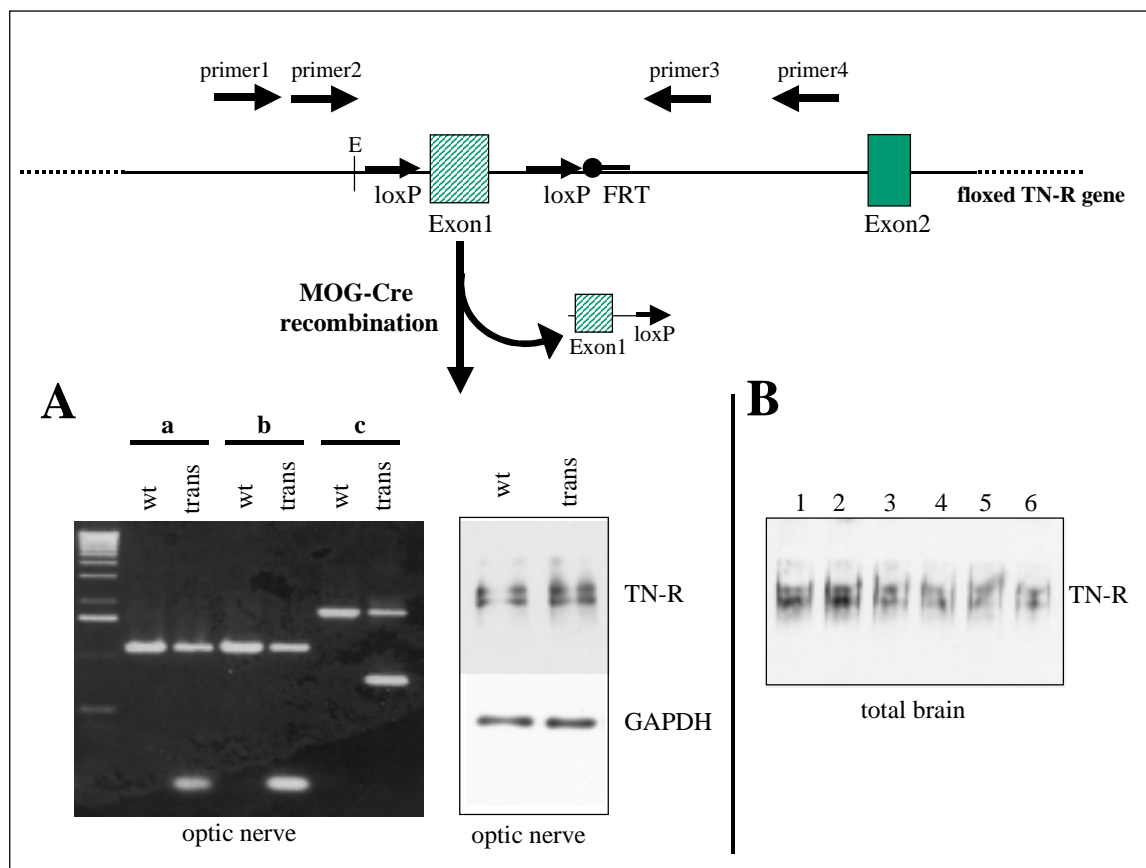 primer1 primer2 primer3 primer4
E
loxP loxP FRT
Exon1 Exon2 floxed TN-R gene
MOG-Cre
recombination
Exon1 loxP
A
a b c
wt trans wt trans wt trans
optic nerve
wt trans
TN-R
GAPDH
optic nerve
B
1 2 3 4 5 6
TN-R
total brain